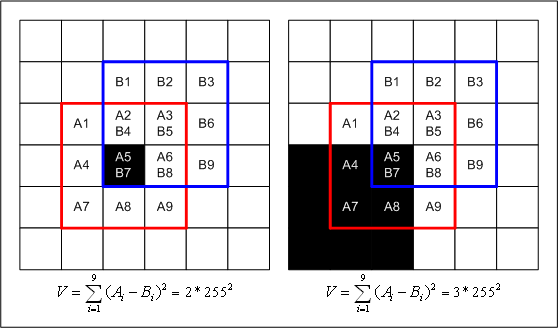 B1 B2 B3 B1 B2 B3
A1 A2 A3 B6 A1 A2 A3 B6
B4 B5 B4 B5
A4 A5 A6 B9 A4 A5 A6 B9
B7 B8 B7 B8
A7 A8 A9 A7 A8 A9
V = \sum_{i=1}^{9} (A_i - B_i)^2 = 2 * 255^2 V = \sum_{i=1}^{9} (A_i - B_i)^2 = 3 * 255^2